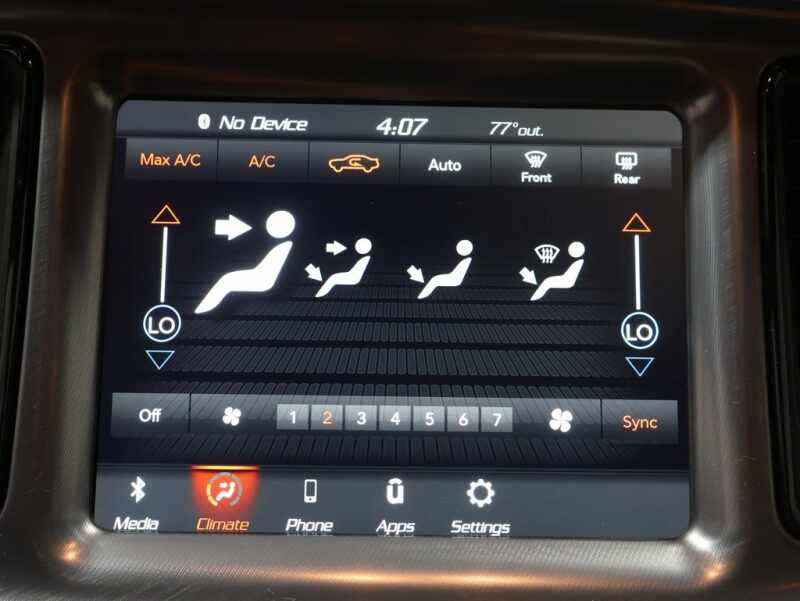 No Device 4:07 77°out.
Max A/C A/C Auto Front Rear
LO LO
Off 1 2 3 4 5 6 7 Sync
Media Climate Phone Apps Settings